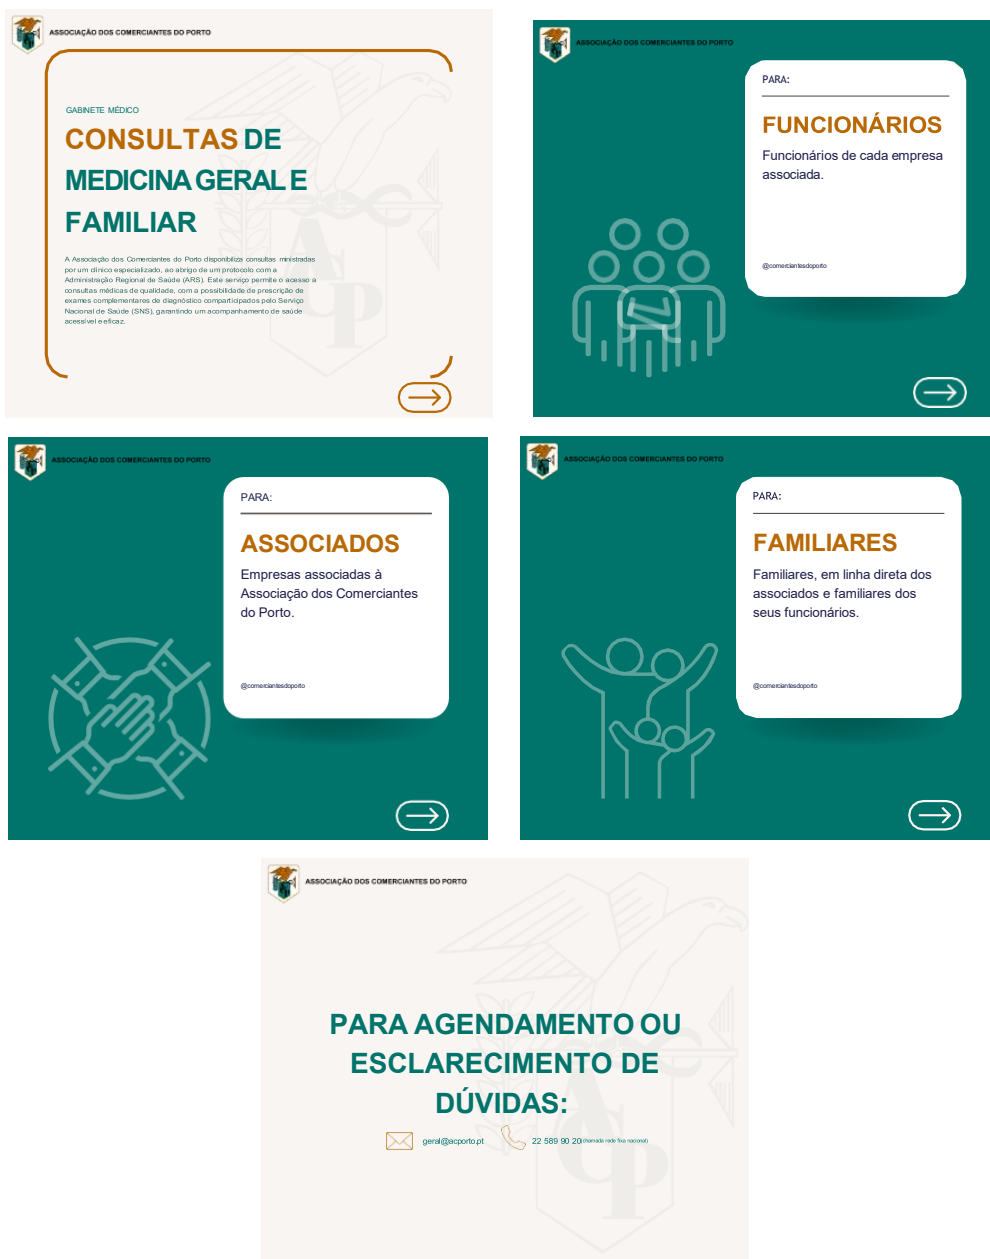 ASSOCIAÇÃO DOS COMERCIANTES DO PORTO
GABINETE MÉDICO
CONSULTAS DE
MEDICINA GERAL E
FAMILIAR
A Associação dos Comerciantes do Porto disponibiliza consultas ministradas
por um clínico especializado, ao abrigo de um protocolo com a
Administração Regional de Saúde (ARS). Este serviço permite o acesso a
consultas médicas de qualidade, com a possibilidade de prescrição de
exames complementares de diagnóstico comparticipados pelo Serviço
Nacional de Saúde (SNS), garantindo um acompanhamento de saúde
acessível e eficaz.
ACP
ASSOCIAÇÃO DOS COMERCIANTES DO PORTO
PARA:
FUNCIONÁRIOS
Funcionários de cada empresa
associada.
@comerciantesdoporto
ASSOCIAÇÃO DOS COMERCIANTES DO PORTO
PARA:
ASSOCIADOS
Empresas associadas à
Associação dos Comerciantes
do Porto.
@comerciantesdoporto
ASSOCIAÇÃO DOS COMERCIANTES DO PORTO
PARA:
FAMILIARES
Familiares, em linha direta dos
associados e familiares dos
seus funcionários.
@comerciantesdoporto
ASSOCIAÇÃO DOS COMERCIANTES DO PORTO
PARA AGENDAMENTO OU
ESCLARECIMENTO DE
DÚVIDAS:
geral@acporto.pt 22 589 90 20 (chamada rede fixa nacional)
ACP